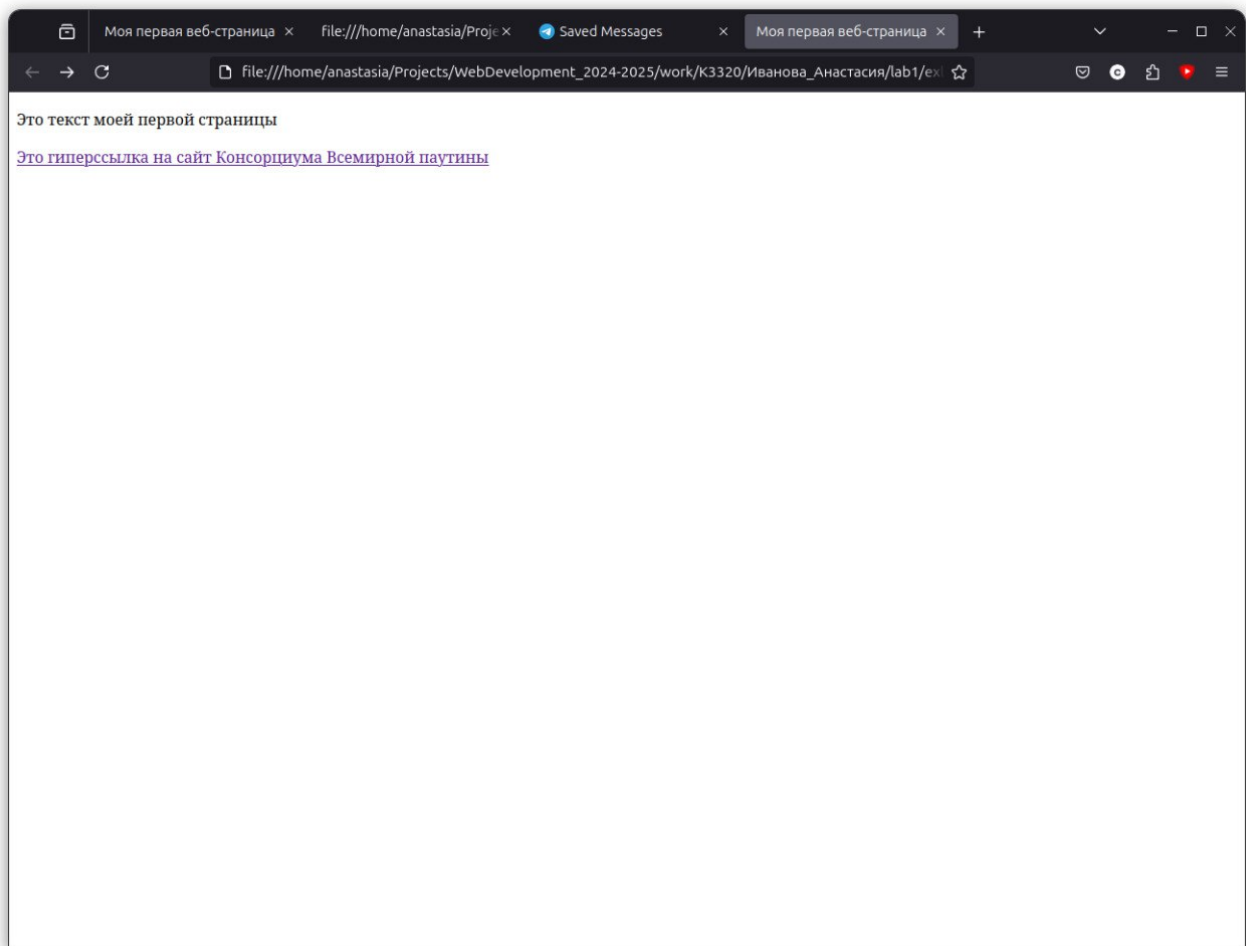 Моя первая веб-страница × file:///home/anastasia/Proje × Saved Messages × Моя первая веб-страница ×
file:///home/anastasia/Projects/WebDevelopment_2024-2025/work/K3320/Иванова_Анастасия/lab1/ex
Это текст моей первой страницы
Это гиперссылка на сайт Консорциума Всемирной паутины